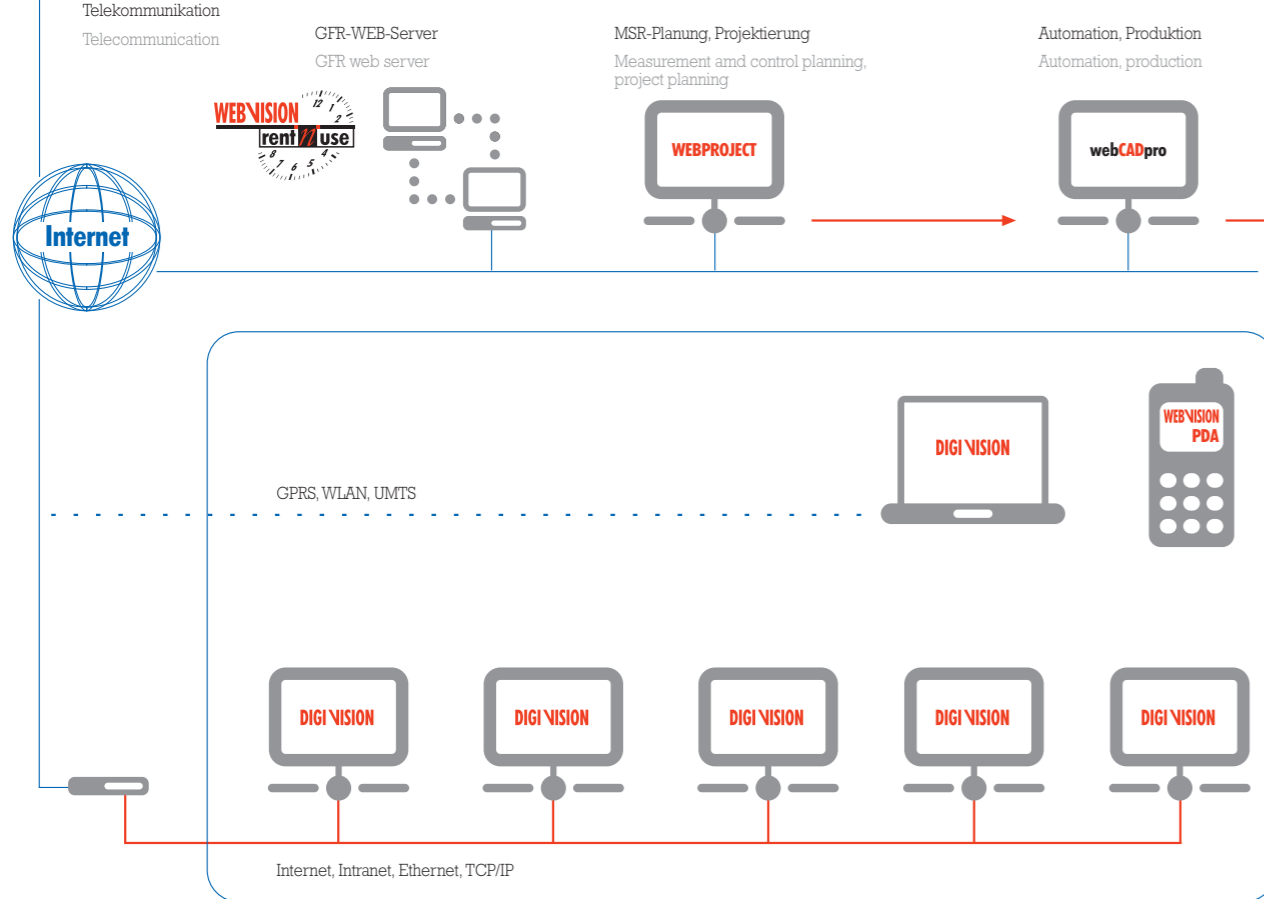 Telekommunikation
Telecommunication
GFR-WEB-Server
GFR web server
MSR-Planung, Projektierung
Measurement amd control planning,
project planning
Automation, Produktion
Automation, production
WEBVISION
rent'n'use
12 1 2
8 7 6 5 4
WEBPROJECT
webCADpro
Internet
DIGIVISION
WEBVISION
PDA
GPRS, WLAN, UMTS
DIGIVISION
DIGIVISION
DIGIVISION
DIGIVISION
DIGIVISION
Internet, Intranet, Ethernet, TCP/IP